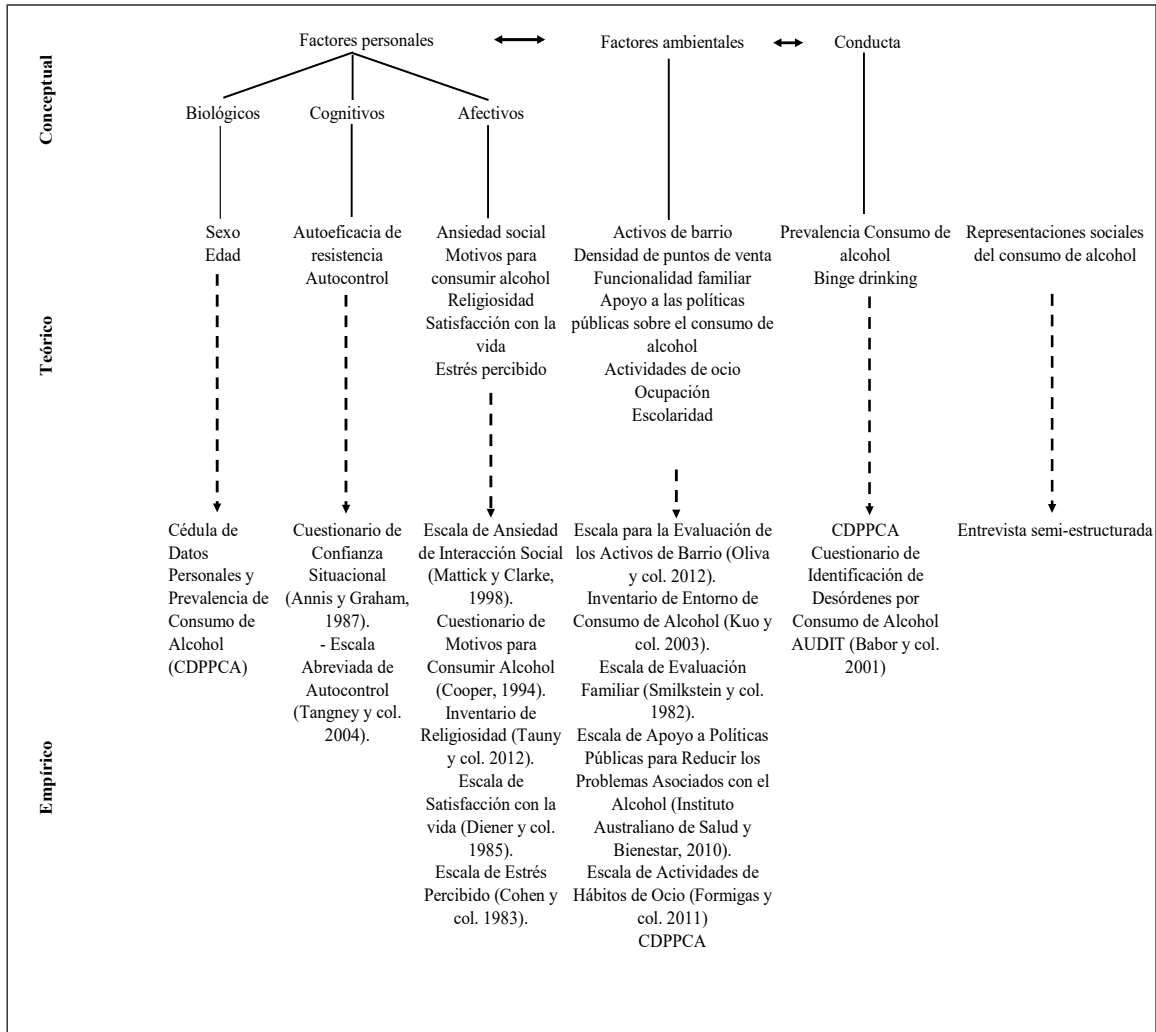 Conceptual
Factores personales
Factores ambientales
Conducta
Biológicos
Cognitivos
Afectivos
Teórico
Sexo
Edad
Autoeficacia de
resistencia
Autocontrol
Ansiedad social
Motivos para
consumir alcohol
Religiosidad
Satisfacción con la
vida
Estrés percibido
Activos de barrio
Densidad de puntos de venta
Funcionalidad familiar
Apoyo a las políticas
públicas sobre el consumo de
alcohol
Actividades de ocio
Ocupación
Escolaridad
Prevalencia Consumo de
alcohol
Binge drinking
Representaciones sociales
del consumo de alcohol
Empírico
Cédula de
Datos
Personales y
Prevalencia de
Consumo de
Alcohol
(CDPPCA)
Cuestionario de
Confianza
Situacional
(Annis y Graham,
1987).
- Escala
Abreviada de
Autocontrol
(Tangney y col.
2004).
Escala de Ansiedad
de Interacción Social
(Mattick y Clarke,
1998).
Cuestionario de
Motivos para
Consumir Alcohol
(Cooper, 1994).
Inventario de
Religiosidad (Tauny
y col. 2012).
Escala de
Satisfacción con la
vida (Diener y col.
1985).
Escala de Estrés
Percibido (Cohen y
col. 1983).
Escala para la Evaluación de
los Activos de Barrio (Oliva
y col. 2012).
Inventario de Entorno de
Consumo de Alcohol (Kuo y
col. 2003).
Escala de Evaluación
Familiar (Smilkstein y col.
1982).
Escala de Apoyo a Políticas
Públicas para Reducir los
Problemas Asociados con el
Alcohol (Instituto
Australiano de Salud y
Bienestar, 2010).
Escala de Actividades de
Hábitos de Ocio (Formigas y
col. 2011)
CDPPCA
CDPPCA
Cuestionario de
Identificación de
Desórdenes por
Consumo de Alcohol
AUDIT (Babor y col.
2001)
Entrevista semi-estructurada